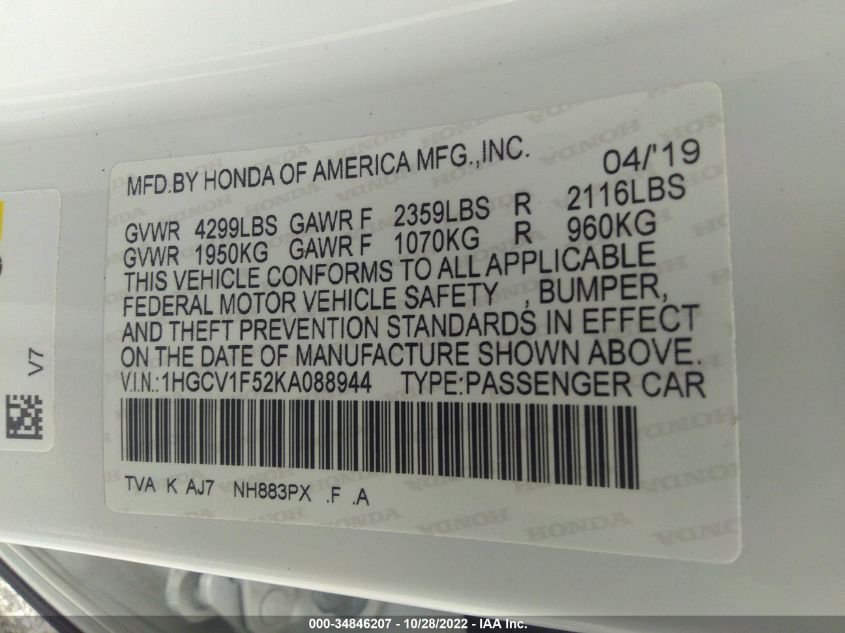 MFD.BY HONDA OF AMERICA MFG.,INC. 04/'19
GVWR 4299LBS GAWR F 2359LBS R 2116LBS
GVWR 1950KG GAWR F 1070KG R 960KG
THIS VEHICLE CONFORMS TO ALL APPLICABLE
FEDERAL MOTOR VEHICLE SAFETY , BUMPER,
AND THEFT PREVENTION STANDARDS IN EFFECT
ON THE DATE OF MANUFACTURE SHOWN ABOVE.
V.I.N.:1HGCV1F52KA088944 TYPE:PASSENGER CAR
TVA K AJ7 NH883PX .F .A
V7
000-34846207 - 10/28/2022 - IAA Inc.